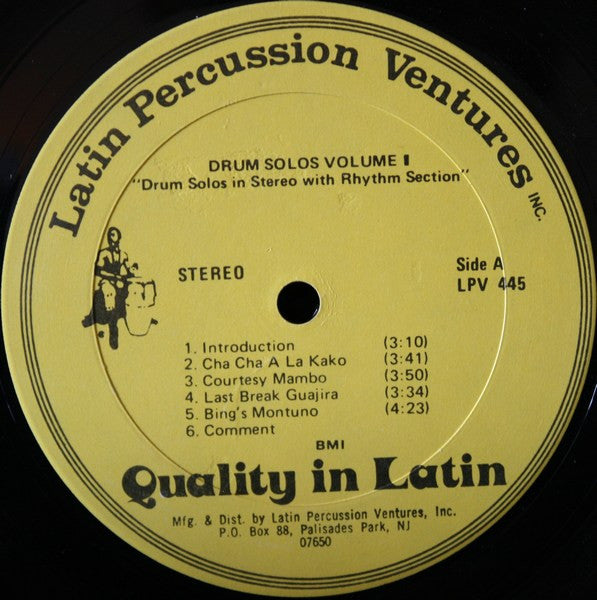 Latin Percussion Ventures INC.
DRUM SOLOS VOLUME I
"Drum Solos in Stereo with Rhythm Section"
STEREO
Side A
LPV 445
1. Introduction (3:10)
2. Cha Cha A La Kako (3:41)
3. Courtesy Mambo (3:50)
4. Last Break Guajira (3:34)
5. Bing's Montuno (4:23)
6. Comment
BMI
Quality in Latin
Mfg. & Dist. by Latin Percussion Ventures, Inc.
P.O. Box 88, Palisades Park, NJ
07650